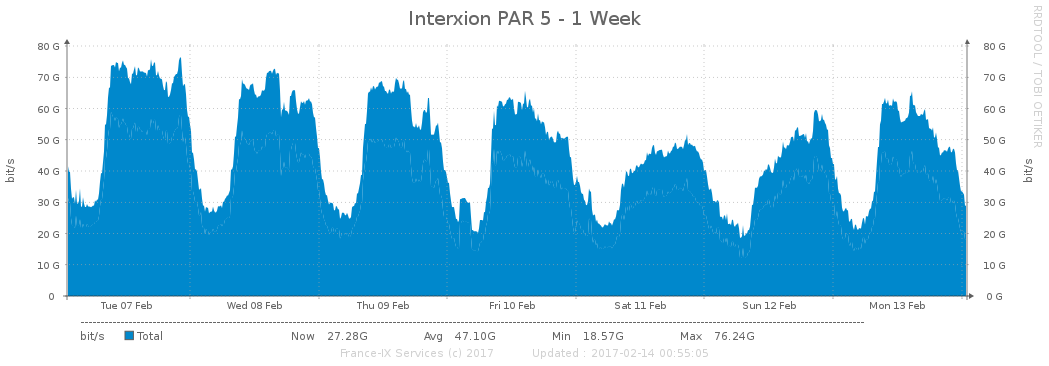 Interxion PAR 5 - 1 Week
RRDTOOL / TOBI OETIKER
80 G 80 G
70 G 70 G
60 G 60 G
50 G 50 G
40 G 40 G
30 G 30 G
20 G 20 G
10 G 10 G
0 0 G
bit/s bit/s
Tue 07 Feb Wed 08 Feb Thu 09 Feb Fri 10 Feb Sat 11 Feb Sun 12 Feb Mon 13 Feb
bit/s Total Now 27.28G Avg 47.10G Min 18.57G Max 76.24G
France-IX Services (c) 2017 Updated : 2017-02-14 00:55:05